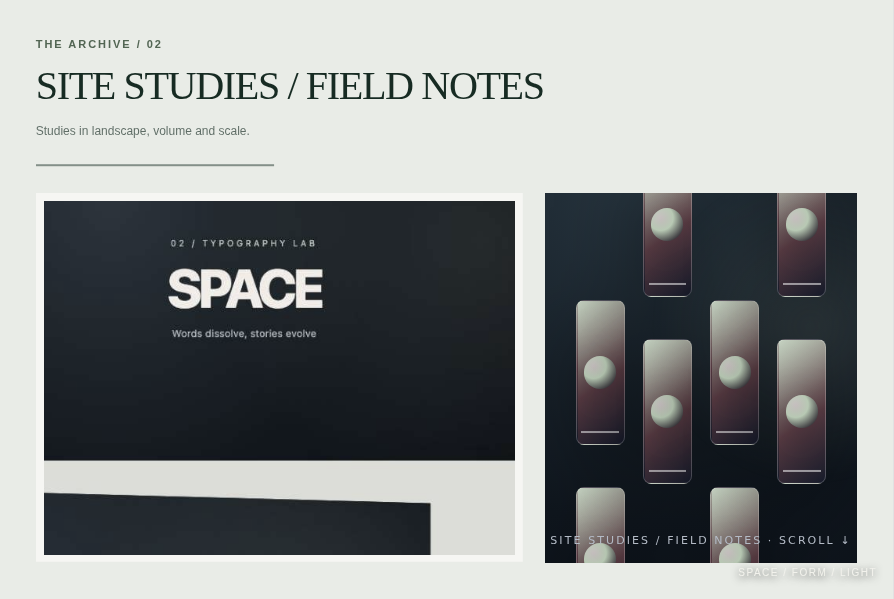 THE ARCHIVE / 02
SITE STUDIES / FIELD NOTES
Studies in landscape, volume and scale.
02 / TYPOGRAPHY LAB
SPACE
Words dissolve, stories evolve
SITE STUDIES / FIELD NOTES · SCROLL ↓
SPACE / FORM / LIGHT